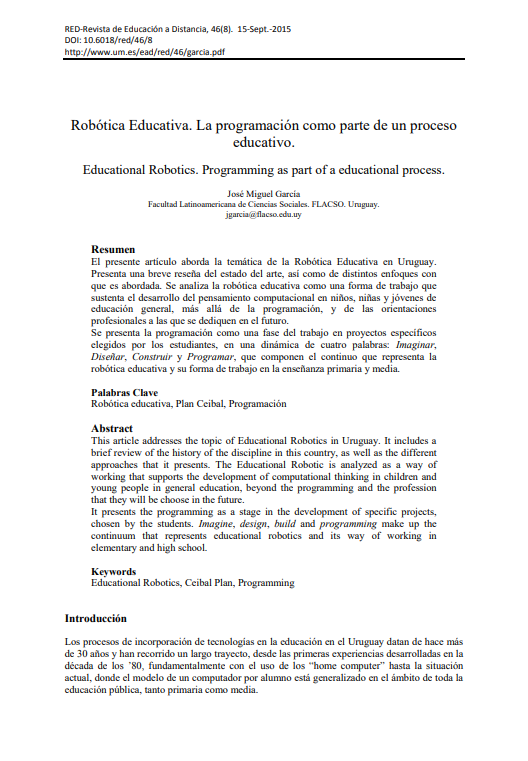 RED-Revista de Educación a Distancia, 46(8). 15-Sept.-2015
DOI: 10.6018/red/46/8
http://www.um.es/ead/red/46/garcia.pdf
Robótica Educativa. La programación como parte de un proceso
educativo.
Educational Robotics. Programming as part of a educational process.
José Miguel García
Facultad Latinoamericana de Ciencias Sociales. FLACSO. Uruguay.
jgarcia@flacso.edu.uy
Resumen
El presente artículo aborda la temática de la Robótica Educativa en Uruguay.
Presenta una breve reseña del estado del arte, así como de distintos enfoques con
que es abordada. Se analiza la robótica educativa como una forma de trabajo que
sustenta el desarrollo del pensamiento computacional en niños, niñas y jóvenes de
educación general, más allá de la programación, y de las orientaciones
profesionales a las que se dediquen en el futuro.
Se presenta la programación como una fase del trabajo en proyectos específicos
elegidos por los estudiantes, en una dinámica de cuatro palabras: Imaginar,
Diseñar, Construir y Programar, que componen el continuo que representa la
robótica educativa y su forma de trabajo en la enseñanza primaria y media.
Palabras Clave
Robótica educativa, Plan Ceibal, Programación
Abstract
This article addresses the topic of Educational Robotics in Uruguay. It includes a
brief review of the history of the discipline in this country, as well as the different
approaches that it presents. The Educational Robotic is analyzed as a way of
working that supports the development of computational thinking in children and
young people in general education, beyond the programming and the profession
that they will be choose in the future.
It presents the programming as a stage in the development of specific projects,
chosen by the students. Imagine, design, build and programming make up the
continuum that represents educational robotics and its way of working in
elementary and high school.
Keywords
Educational Robotics, Ceibal Plan, Programming
Introducción
Los procesos de incorporación de tecnologías en la educación en el Uruguay datan de hace más
de 30 años y han recorrido un largo trayecto, desde las primeras experiencias desarrolladas en la
década de los ’80, fundamentalmente con el uso de los “home computer” hasta la situación
actual, donde el modelo de un computador por alumno está generalizado en el ámbito de toda la
educación pública, tanto primaria como media.